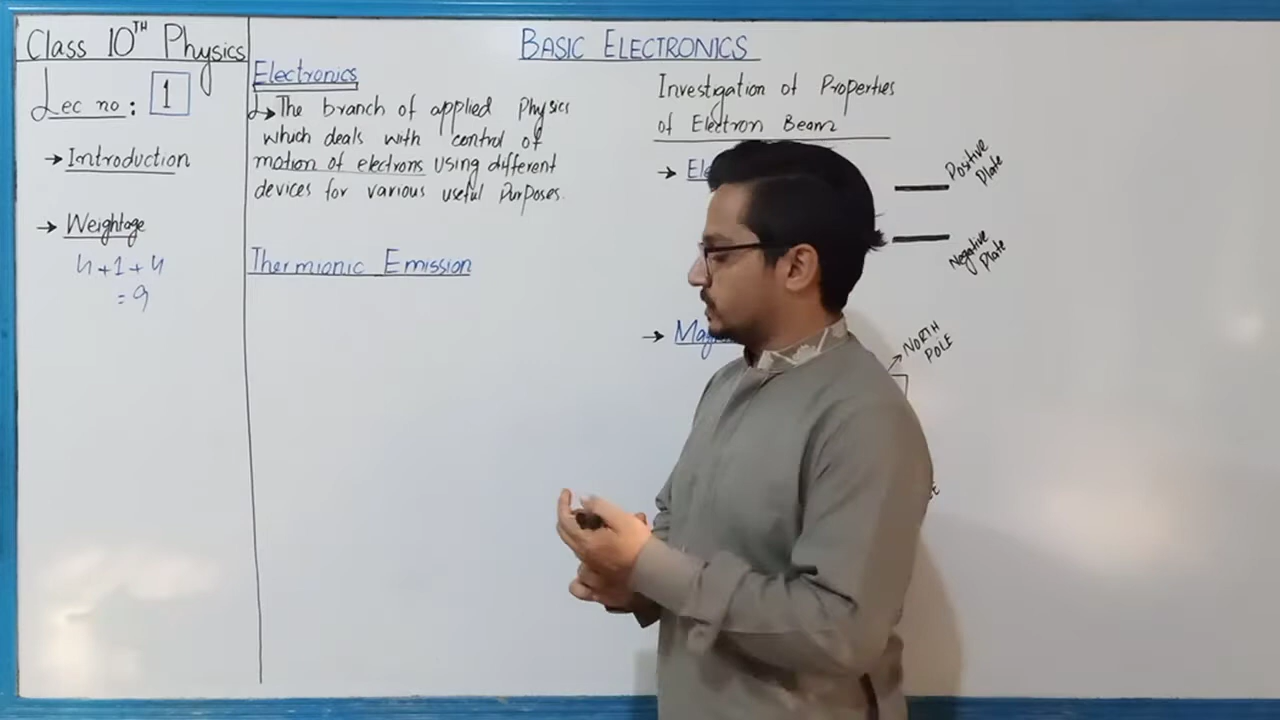 Class 10TH Physics
Lec no: 1
→ Introduction
→ Weightage
4+1+4
= 9
BASIC ELECTRONICS
Electronics
↳ The branch of applied Physics
which deals with control of
motion of electrons using different
devices for various useful Purposes.
Thermionic Emission
Investigation of Properties
of Electron Beam
→
Positive
Plate
Negative
Plate
→
NORTH
POLE